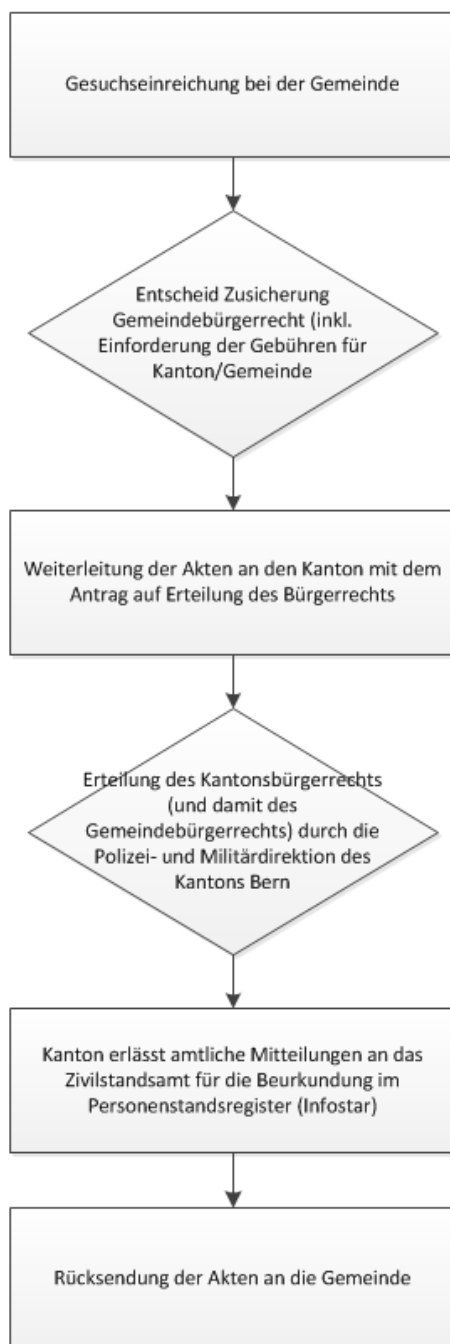 Gesuchseinreichung bei der Gemeinde
Entscheid Zusicherung
Gemeindebürgerrecht (inkl.
Einforderung der Gebühren für
Kanton/Gemeinde
Weiterleitung der Akten an den Kanton mit dem
Antrag auf Erteilung des Bürgerrechts
Erteilung des Kantonsbürgerrechts
(und damit des
Gemeindebürgerrechts) durch die
Polizei- und Militärdirektion des
Kantons Bern
Kanton erlässt amtliche Mitteilungen an das
Zivilstandsamt für die Beurkundung im
Personenstandsregister (Infostar)
Rücksendung der Akten an die Gemeinde